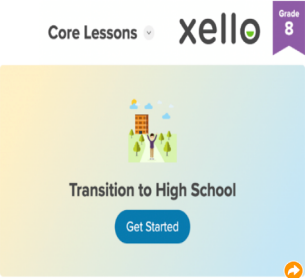 Core Lessons
xello
Grade
8
Transition to High School
Get Started